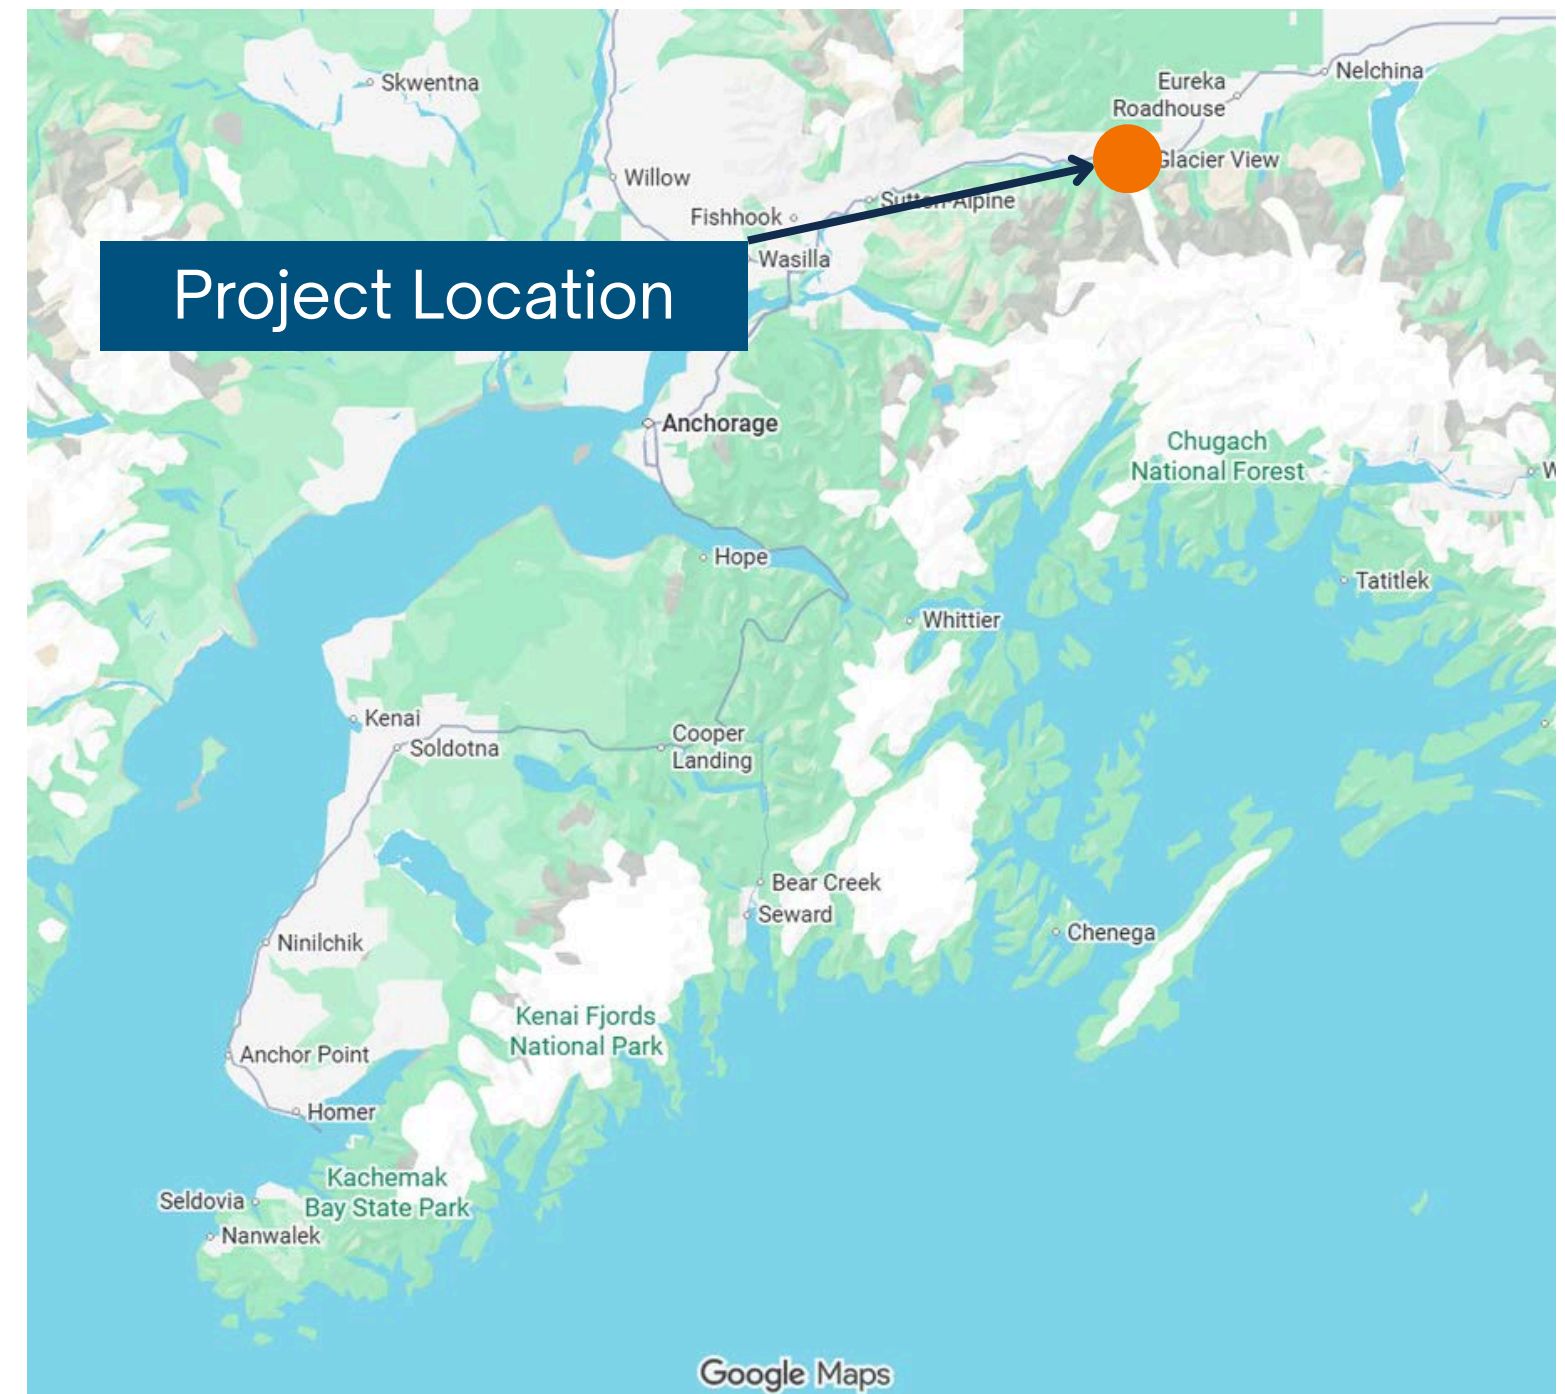 Skwentna
Nelchina
Eureka
Roadhouse
Glacier View
Willow
Sutton-Alpine
Fishhook
Wasilla
Project Location
Anchorage
Chugach
National Forest
W
Hope
Tatitlek
Whittier
Kenai
Soldotna
Cooper
Landing
Bear Creek
Seward
Chenega
Ninilchik
Kenai Fjords
National Park
Anchor Point
Homer
Kachemak
Bay State Park
Seldovia
Nanwalek
Google Maps